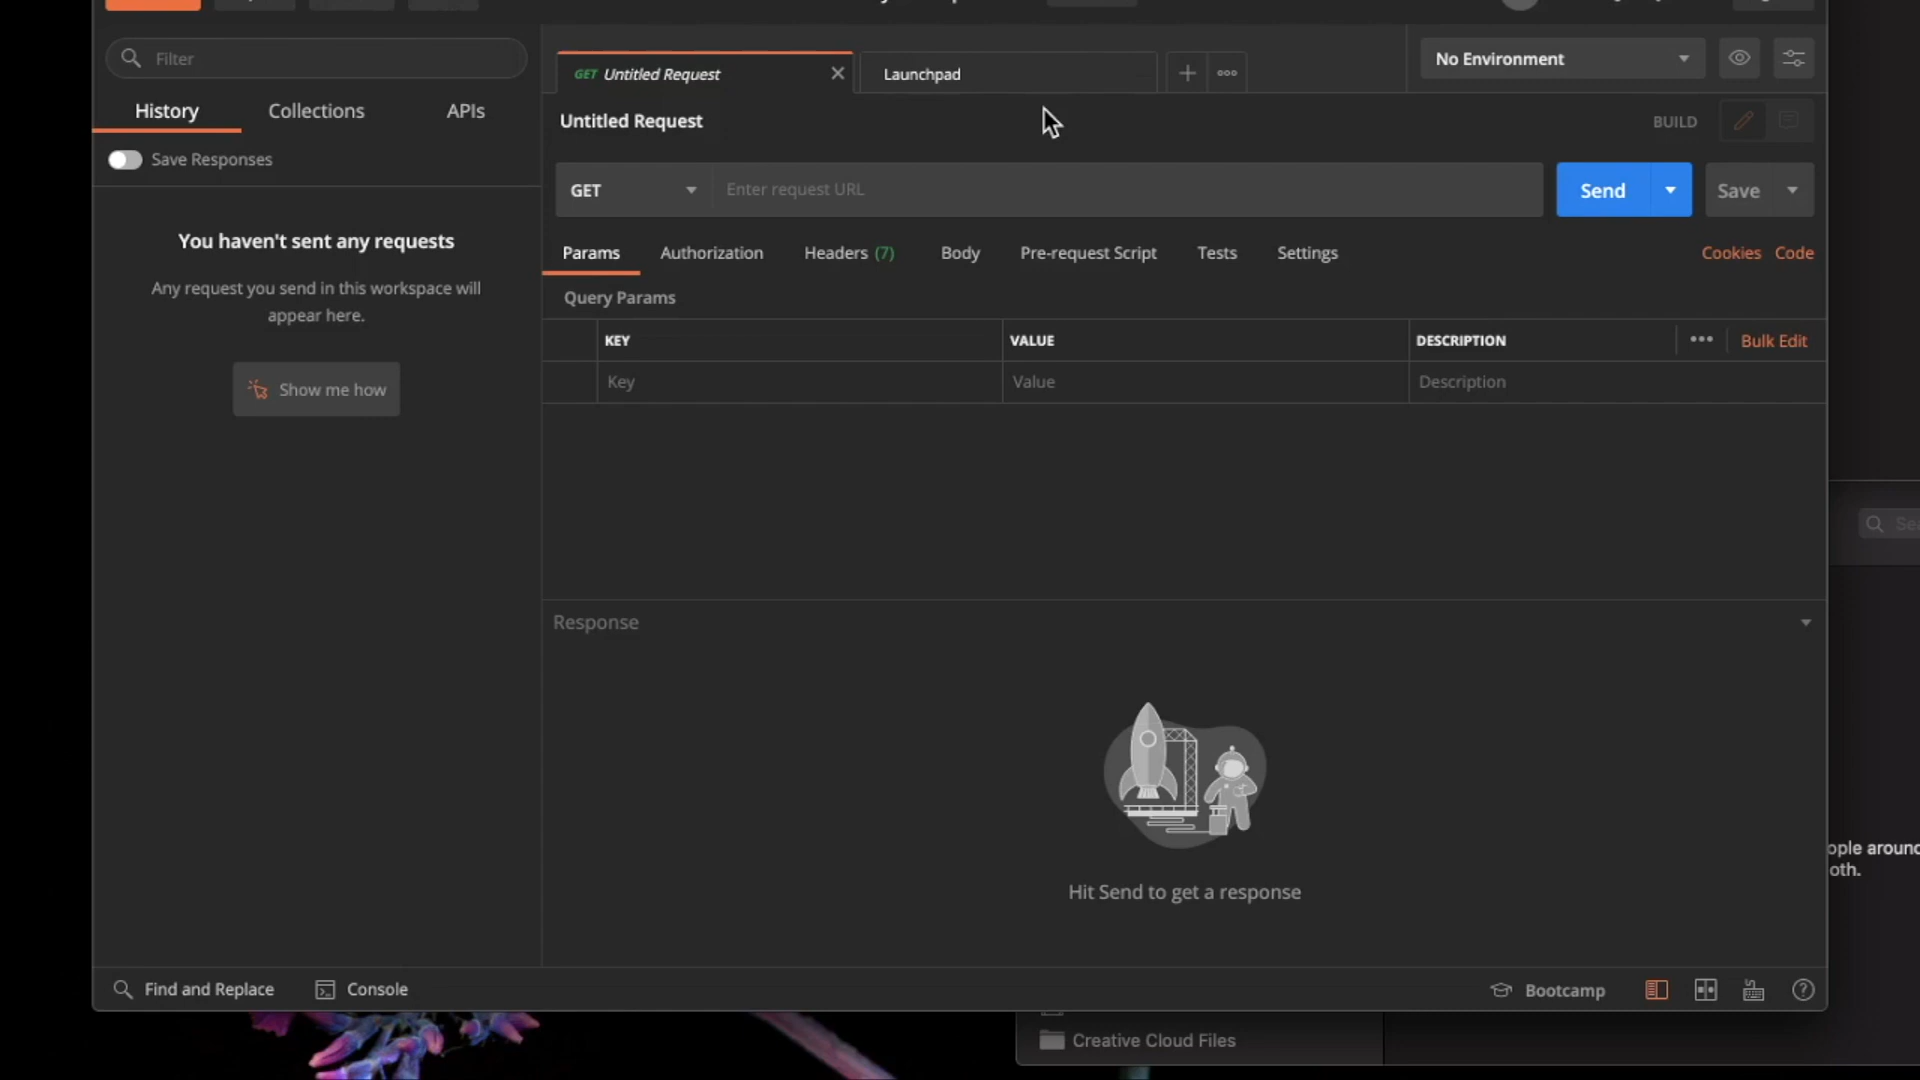 Filter
GET Untitled Request
Launchpad
No Environment
History
Collections
APIs
Untitled Request
BUILD
Save Responses
GET
Enter request URL
Send
Save
You haven't sent any requests
Any request you send in this workspace will
appear here.
Show me how
Params
Authorization
Headers (7)
Body
Pre-request Script
Tests
Settings
Cookies
Code
Query Params
KEY
VALUE
DESCRIPTION
Bulk Edit
Key
Value
Description
Response
Hit Send to get a response
around
Find and Replace
Console
Bootcamp
Creative Cloud Files